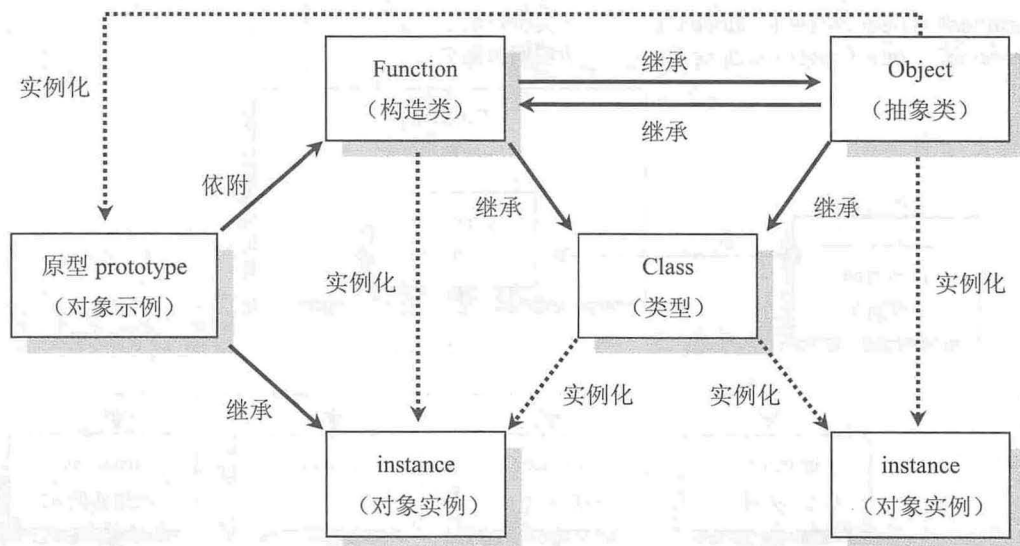 实例化
Function
（构造类）
继承
继承
Object
（抽象类）
依附
继承
继承
原型 prototype
（对象示例）
实例化
Class
（类型）
实例化
继承
实例化
实例化
instance
（对象实例）
instance
（对象实例）